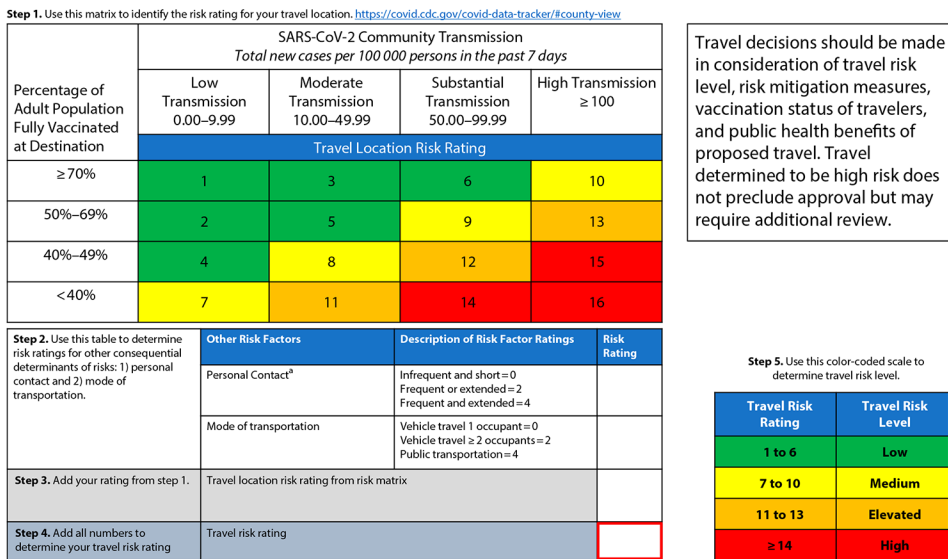 Step 1. Use this matrix to identify the risk rating for your travel location. https://covid.cdc.gov/covid-data-tracker/#county-view
Percentage of
Adult Population
Fully Vaccinated
at Destination
SARS-CoV-2 Community Transmission
Total new cases per 100 000 persons in the past 7 days
Low
Transmission
0.00–9.99
Moderate
Transmission
10.00–49.99
Substantial
Transmission
50.00–99.99
High Transmission
≥ 100
Travel Location Risk Rating
≥ 70% 1 3 6 10
50%–69% 2 5 9 13
40%–49% 4 8 12 15
<40% 7 11 14 16
Travel decisions should be made
in consideration of travel risk
level, risk mitigation measures,
vaccination status of travelers,
and public health benefits of
proposed travel. Travel
determined to be high risk does
not preclude approval but may
require additional review.
Step 2. Use this table to determine
risk ratings for other consequential
determinants of risks: 1) personal
contact and 2) mode of
transportation.
Other Risk Factors
Description of Risk Factor Ratings
Risk
Rating
Personal Contactᵃ
Infrequent and short=0
Frequent or extended=2
Frequent and extended=4
Mode of transportation
Vehicle travel 1 occupant=0
Vehicle travel ≥ 2 occupants=2
Public transportation=4
Step 3. Add your rating from step 1.
Travel location risk rating from risk matrix
Step 4. Add all numbers to
determine your travel risk rating
Travel risk rating
Step 5. Use this color-coded scale to
determine travel risk level.
Travel Risk
Rating
Travel Risk
Level
1 to 6 Low
7 to 10 Medium
11 to 13 Elevated
≥ 14 High